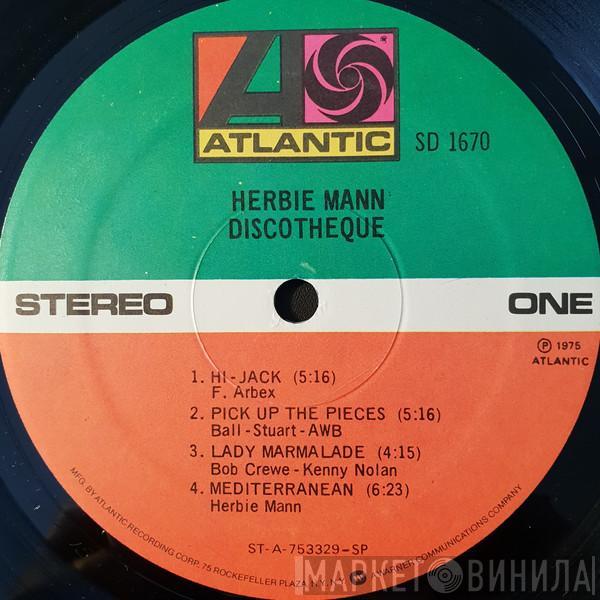 ATLANTIC
SD 1670
HERBIE MANN
DISCOTHEQUE
STEREO
ONE
Ⓟ 1975
ATLANTIC
1. HI-JACK (5:16)
F. Arbex
2. PICK UP THE PIECES (5:16)
Ball-Stuart-AWB
3. LADY MARMALADE (4:15)
Bob Crewe-Kenny Nolan
4. MEDITERRANEAN (6:23)
Herbie Mann
ST-A-753329-SP
MFG. BY ATLANTIC RECORDING CORP. 75 ROCKEFELLER PLAZA, N.Y., N.Y. A WARNER COMMUNICATIONS COMPANY
МАРКЕТ ВИНИЛА